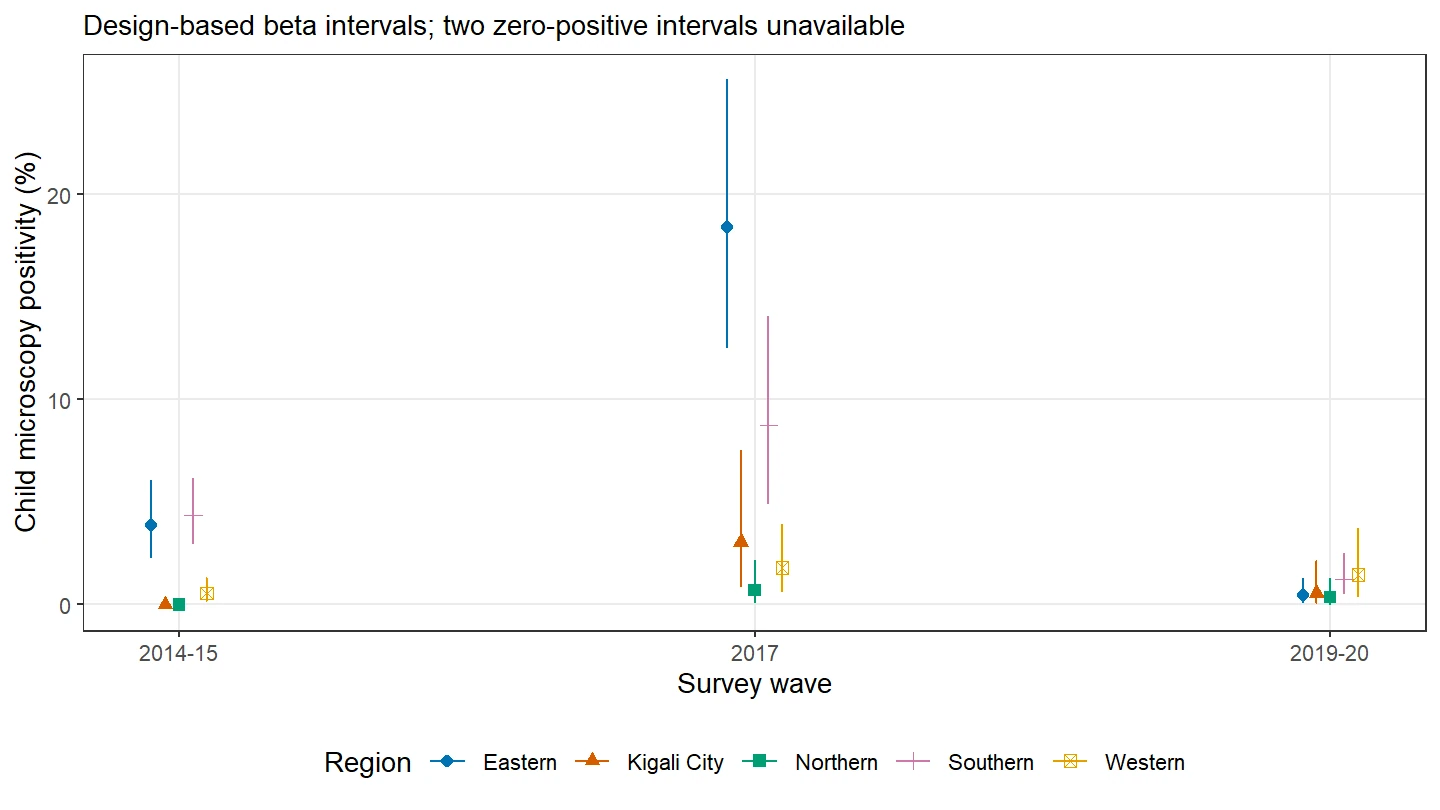 Design-based beta intervals; two zero-positive intervals unavailable
Child microscopy positivity (%)
20
10
0
2014-15 2017 2019-20
Survey wave
Region Eastern Kigali City Northern Southern Western